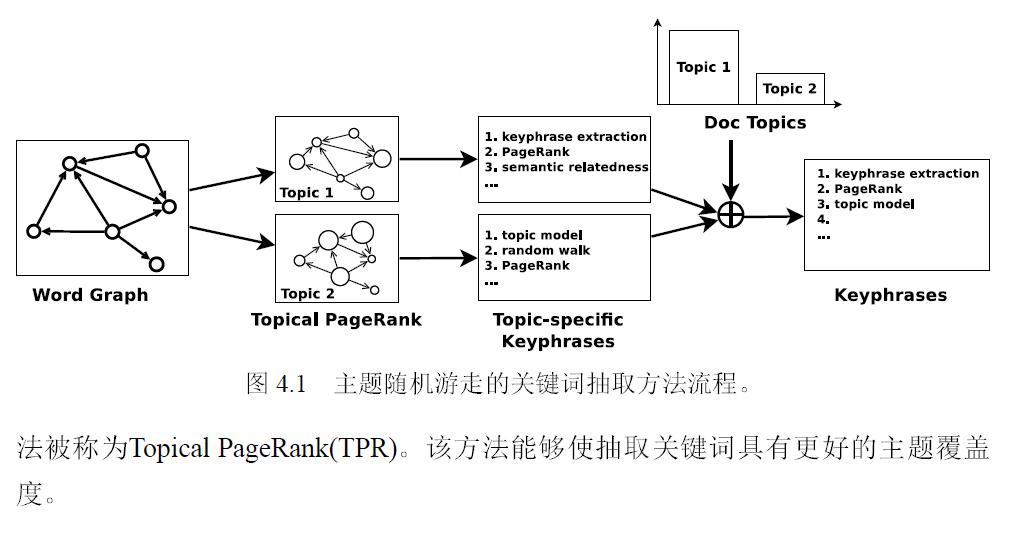 Topic 1
Topic 2
Doc Topics
Word Graph
Topic 1
Topic 2
Topical PageRank
1. keyphrase extraction
2. PageRank
3. semantic relatedness
...
1. topic model
2. random walk
3. PageRank
...
Topic-specific
Keyphrases
1. keyphrase extraction
2. PageRank
3. topic model
4.
...
Keyphrases
图 4.1 主题随机游走的关键词抽取方法流程。
法被称为Topical PageRank(TPR)。该方法能够使抽取关键词具有更好的主题覆盖
度。